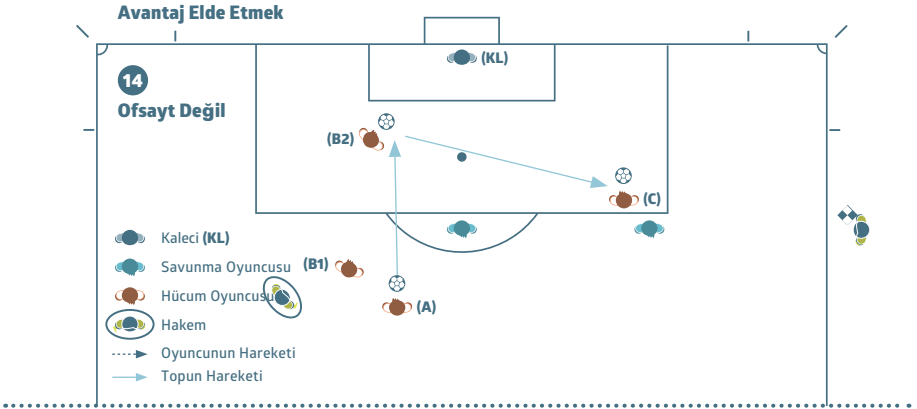 Avantaj Elde Etmek
(KL)
14
Ofsayt Değil
(B2)
(C)
Kaleci (KL)
Savunma Oyuncusu
(B1)
Hücum Oyuncusu
(A)
Hakem
Oyuncunun Hareketi
Topun Hareketi